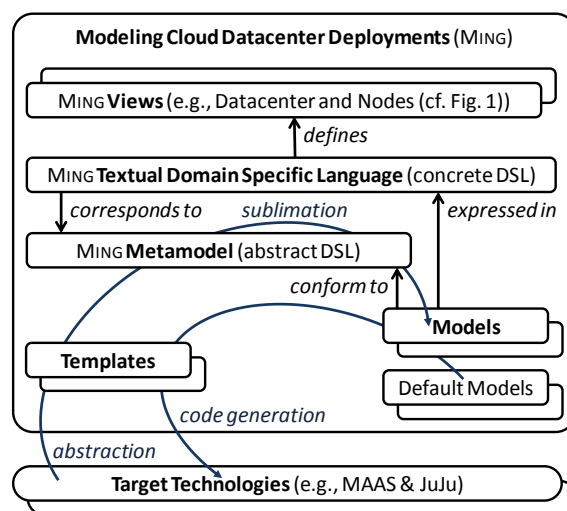 Modeling Cloud Datacenter Deployments (MING)
MING Views (e.g., Datacenter and Nodes (cf. Fig. 1))
defines
MING Textual Domain Specific Language (concrete DSL)
corresponds to
sublimation
expressed in
MING Metamodel (abstract DSL)
conform to
Models
Templates
Default Models
code generation
abstraction
Target Technologies (e.g., MAAS & JuJu)